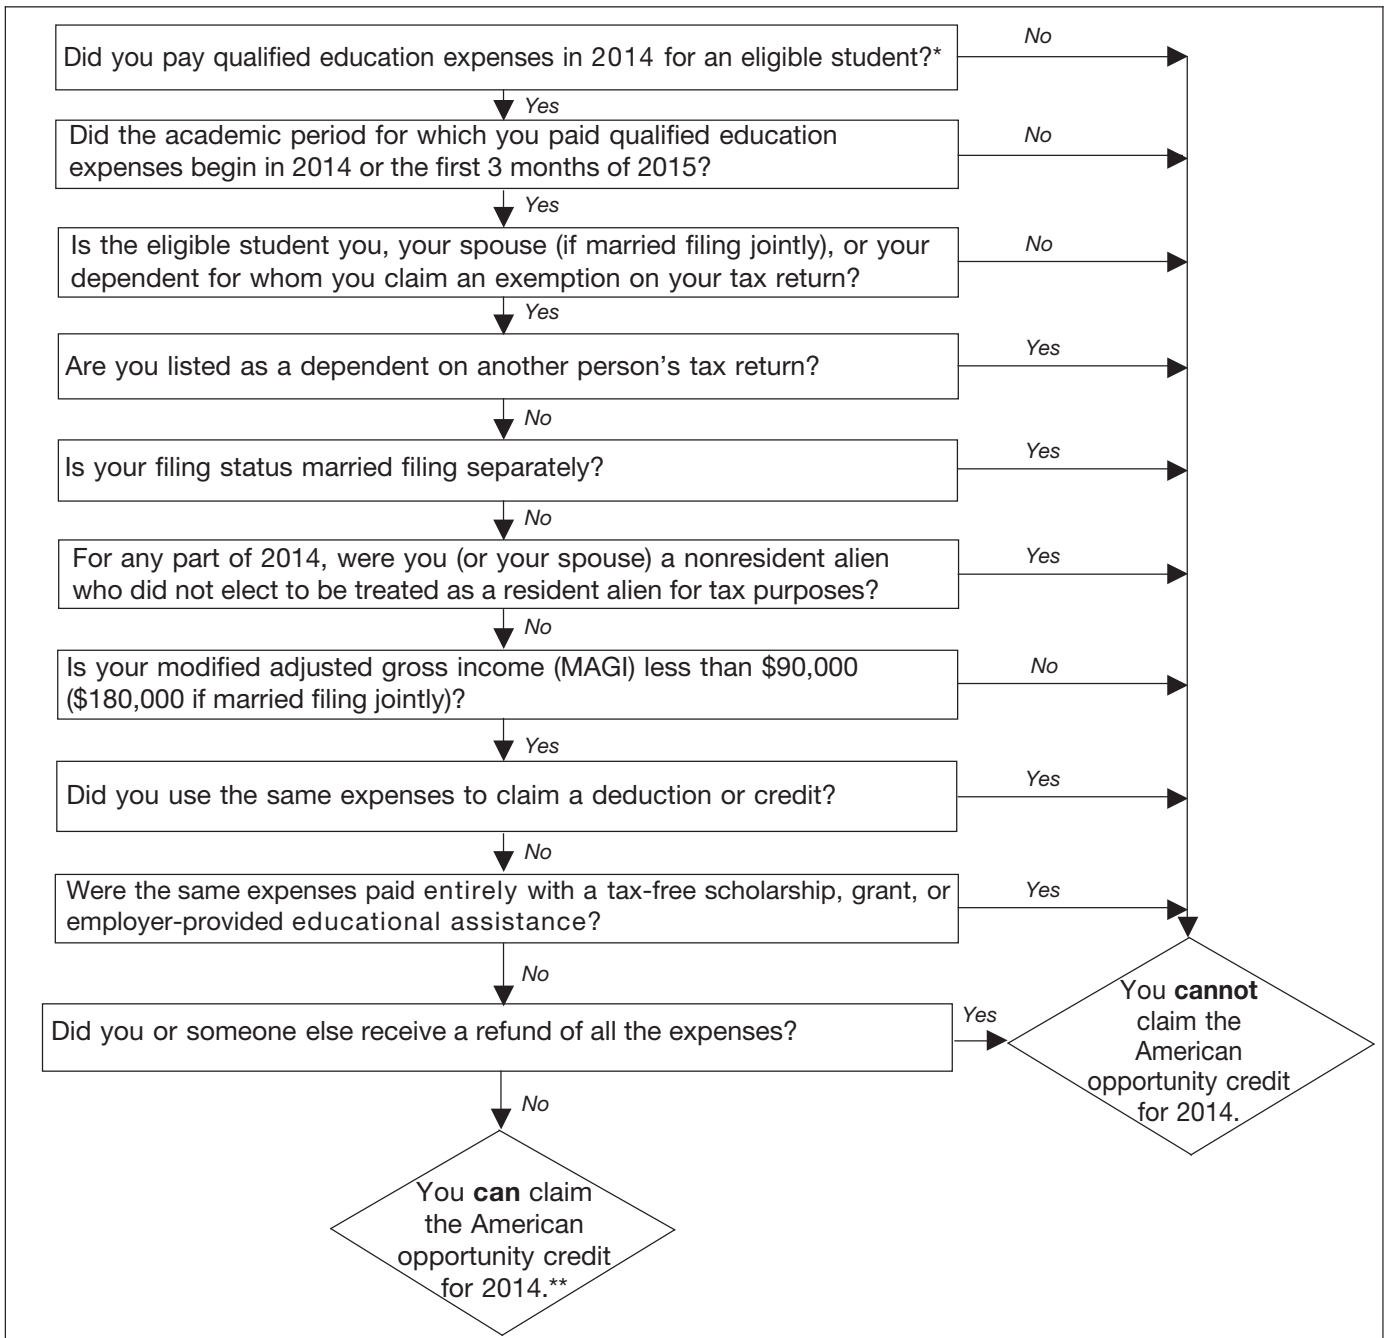 Did you pay qualified education expenses in 2014 for an eligible student?*
No
Yes
Did the academic period for which you paid qualified education
expenses begin in 2014 or the first 3 months of 2015?
No
Yes
Is the eligible student you, your spouse (if married filing jointly), or your
dependent for whom you claim an exemption on your tax return?
No
Yes
Are you listed as a dependent on another person’s tax return?
Yes
No
Is your filing status married filing separately?
Yes
No
For any part of 2014, were you (or your spouse) a nonresident alien
who did not elect to be treated as a resident alien for tax purposes?
Yes
No
Is your modified adjusted gross income (MAGI) less than $90,000
($180,000 if married filing jointly)?
No
Yes
Did you use the same expenses to claim a deduction or credit?
Yes
No
Were the same expenses paid entirely with a tax-free scholarship, grant, or
employer-provided educational assistance?
Yes
No
Did you or someone else receive a refund of all the expenses?
Yes
You cannot
claim the
American
opportunity credit
for 2014.
No
You can claim
the American
opportunity credit
for 2014.**